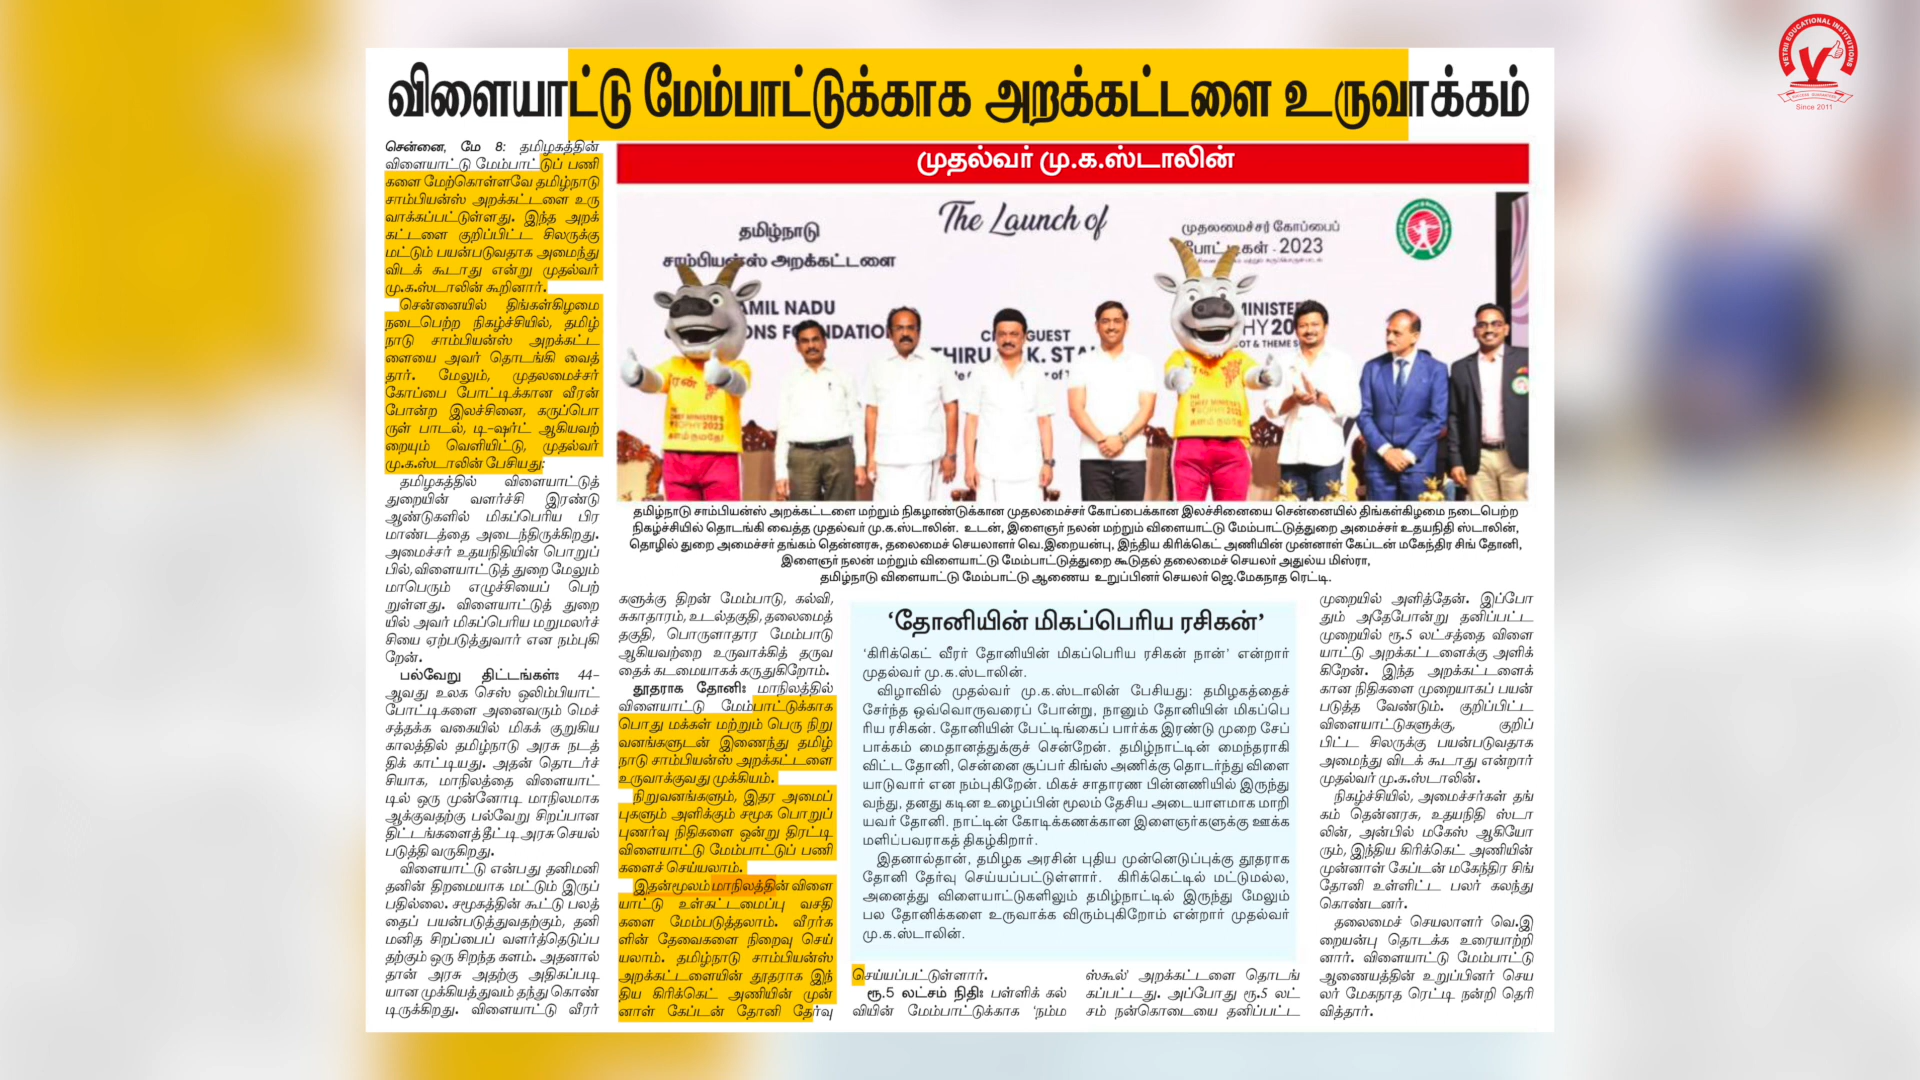 விளையாட்டு மேம்பாட்டுக்காக அறக்கட்டளை உருவாக்கம்
சென்னை, மே 8: தமிழகத்தின்
விளையாட்டு மேம்பாட்டுப் பணி
களை மேற்கொள்ளவே தமிழ்நாடு
சாம்பியன்ஸ் அறக்கட்டளை உரு
வாக்கப்பட்டுள்ளது. இந்த அறக்
கட்டளை குறிப்பிட்ட சிலருக்கு
மட்டும் பயன்படுவதாக அமைந்து
விடக் கூடாது என்று முதல்வர்
மு.க.ஸ்டாலின் கூறினார்.
சென்னையில் திங்கள்கிழமை
நடைபெற்ற நிகழ்ச்சியில், தமிழ்
நாடு சாம்பியன்ஸ் அறக்கட்ட
ளையை அவர் தொடங்கி வைத்
தார். மேலும், முதலமைச்சர்
கோப்பை போட்டிக்கான வீரன்
போன்ற இலச்சினை, கருப்பொ
ருள் பாடல், டி-ஷர்ட் ஆகியவற்
றையும் வெளியிட்டு, முதல்வர்
மு.க.ஸ்டாலின் பேசியது:
தமிழகத்தில் விளையாட்டுத்
துறையின் வளர்ச்சி இரண்டு
ஆண்டுகளில் மிகப்பெரிய பிர
மாண்டத்தை அடைந்திருக்கிறது.
அமைச்சர் உதயநிதியின் பொறுப்
பில்,விளையாட்டுத் துறை மேலும்
மாபெரும் எழுச்சியைப் பெற்
றுள்ளது. விளையாட்டுத் துறை
யில் அவர் மிகப்பெரிய மறுமலர்ச்
சியை ஏற்படுத்துவார் என நம்புகி
றேன்.
பல்வேறு திட்டங்கள்: 44-
ஆவது உலக செஸ் ஒலிம்பியாட்
போட்டிகளை அனைவரும் மெச்
சத்தக்க வகையில் மிகக் குறுகிய
காலத்தில் தமிழ்நாடு அரசு நடத்
திக் காட்டியது. அதன் தொடர்ச்
சியாக, மாநிலத்தை விளையாட்
டில் ஒரு முன்னோடி மாநிலமாக
ஆக்குவதற்கு பல்வேறு சிறப்பான
திட்டங்களைத்தீட்டி அரசு செயல்
படுத்தி வருகிறது.
விளையாட்டு என்பது தனிமனி
தனின் திறமையாக மட்டும் இருப்
பதில்லை. சமூகத்தின் கூட்டு பலத்
தைப் பயன்படுத்துவதற்கும், தனி
மனித சிறப்பைப் வளர்த்தெடுப்ப
தற்கும் ஒரு சிறந்த களம். அதனால்
தான் அரசு அதற்கு அதிகப்படி
யான முக்கியத்துவம் தந்து கொண்
டிருக்கிறது. விளையாட்டு வீரர்
முதல்வர் மு.க.ஸ்டாலின்
The Launch of
தமிழ்நாடு
சாம்பியன்ஸ் அறக்கட்டளை
முதலமைச்சர் கோப்பைப்
2023
தமிழ்நாடு சாம்பியன்ஸ் அறக்கட்டளை மற்றும் நிகழாண்டுக்கான முதலமைச்சர் கோப்பைக்கான இலச்சினையை சென்னையில் திங்கள்கிழமை நடைபெற்ற
நிகழ்ச்சியில் தொடங்கி வைத்த முதல்வர் மு.க.ஸ்டாலின். உடன், இளைஞர் நலன் மற்றும் விளையாட்டு மேம்பாட்டுத்துறை அமைச்சர் உதயநிதி ஸ்டாலின்,
தொழில் துறை அமைச்சர் தங்கம் தென்னரசு, தலைமைச் செயலாளர் வெ.இறையன்பு, இந்திய கிரிக்கெட் அணியின் முன்னாள் கேப்டன் மகேந்திர சிங் தோனி,
இளைஞர் நலன் மற்றும் விளையாட்டு மேம்பாட்டுத்துறை கூடுதல் தலைமைச் செயலர் அதுல்ய மிஸ்ரா,
தமிழ்நாடு விளையாட்டு மேம்பாட்டு ஆணைய உறுப்பினர் செயலர் ஜெ.மேகநாத ரெட்டி.
களுக்கு திறன் மேம்பாடு, கல்வி,
சுகாதாரம், உடல்தகுதி, தலைமைத்
தகுதி, பொருளாதார மேம்பாடு
ஆகியவற்றை உருவாக்கித் தருவ
தைக் கடமையாகக் கருதுகிறோம்.
தூதராக தோனி: மாநிலத்தில்
விளையாட்டு மேம்பாட்டுக்காக
பொது மக்கள் மற்றும் பெரு நிறு
வனங்களுடன் இணைந்து தமிழ்
நாடு சாம்பியன்ஸ் அறக்கட்டளை
உருவாக்குவது முக்கியம்.
நிறுவனங்களும், இதர அமைப்
புகளும் அளிக்கும் சமூக பொறுப்
புணர்வு நிதிகளை ஒன்று திரட்டி
விளையாட்டு மேம்பாட்டுப் பணி
களைச் செய்யலாம்.
இதன்மூலம் மாநிலத்தின் விளை
யாட்டு உள்கட்டமைப்பு வசதி
களை மேம்படுத்தலாம். வீரர்க
ளின் தேவைகளை நிறைவு செய்
யலாம். தமிழ்நாடு சாம்பியன்ஸ்
அறக்கட்டளையின் தூதராக இந்
திய கிரிக்கெட் அணியின் முன்
னாள் கேப்டன் தோனி தேர்வு
‘தோனியின் மிகப்பெரிய ரசிகன்’
‘கிரிக்கெட் வீரர் தோனியின் மிகப்பெரிய ரசிகன் நான்’ என்றார்
முதல்வர் மு.க.ஸ்டாலின்.
விழாவில் முதல்வர் மு.க.ஸ்டாலின் பேசியது: தமிழகத்தைச்
சேர்ந்த ஒவ்வொருவரைப் போன்று, நானும் தோனியின் மிகப்பெ
ரிய ரசிகன். தோனியின் பேட்டிங்கைப் பார்க்க இரண்டு முறை சேப்
பாக்கம் மைதானத்துக்குச் சென்றேன். தமிழ்நாட்டின் மைந்தராகி
விட்ட தோனி, சென்னை சூப்பர் கிங்ஸ் அணிக்கு தொடர்ந்து விளை
யாடுவார் என நம்புகிறேன். மிகச் சாதாரண பின்னணியில் இருந்து
வந்து, தனது கடின உழைப்பின் மூலம் தேசிய அடையாளமாக மாறி
யவர் தோனி. நாட்டின் கோடிக்கணக்கான இளைஞர்களுக்கு ஊக்க
மளிப்பவராகத் திகழ்கிறார்.
இதனால்தான், தமிழக அரசின் புதிய முன்னெடுப்புக்கு தூதராக
தோனி தேர்வு செய்யப்பட்டுள்ளார். கிரிக்கெட்டில் மட்டுமல்ல,
அனைத்து விளையாட்டுகளிலும் தமிழ்நாட்டில் இருந்து மேலும்
பல தோனிக்களை உருவாக்க விரும்புகிறோம் என்றார் முதல்வர்
மு.க.ஸ்டாலின்.
செய்யப்பட்டுள்ளார்.
ரூ.5 லட்சம் நிதி: பள்ளிக் கல்
வியின் மேம்பாட்டுக்காக ‘நம்ம
ஸ்கூல்’ அறக்கட்டளை தொடங்
கப்பட்டது. அப்போது ரூ.5 லட்
சம் நன்கொடையை தனிப்பட்ட
முறையில் அளித்தேன். இப்போ
தும் அதேபோன்று தனிப்பட்ட
முறையில் ரூ.5 லட்சத்தை விளை
யாட்டு அறக்கட்டளைக்கு அளிக்
கிறேன். இந்த அறக்கட்டளைக்
கான நிதிகளை முறையாகப் பயன்
படுத்த வேண்டும். குறிப்பிட்ட
விளையாட்டுகளுக்கு, குறிப்
பிட்ட சிலருக்கு பயன்படுவதாக
அமைந்து விடக் கூடாது என்றார்
முதல்வர் மு.க.ஸ்டாலின்.
நிகழ்ச்சியில், அமைச்சர்கள் தங்
கம் தென்னரசு, உதயநிதி ஸ்டா
லின், அன்பில் மகேஸ் ஆகியோ
ரும், இந்திய கிரிக்கெட் அணியின்
முன்னாள் கேப்டன் மகேந்திர சிங்
தோனி உள்ளிட்ட பலர் கலந்து
கொண்டனர்.
தலைமைச் செயலாளர் வெ.இ
றையன்பு தொடக்க உரையாற்றி
னார். விளையாட்டு மேம்பாட்டு
ஆணையத்தின் உறுப்பினர் செய
லர் மேகநாத ரெட்டி நன்றி தெரி
வித்தார்.
VETRII EDUCATIONAL INSTITUTIONS
Since 2011